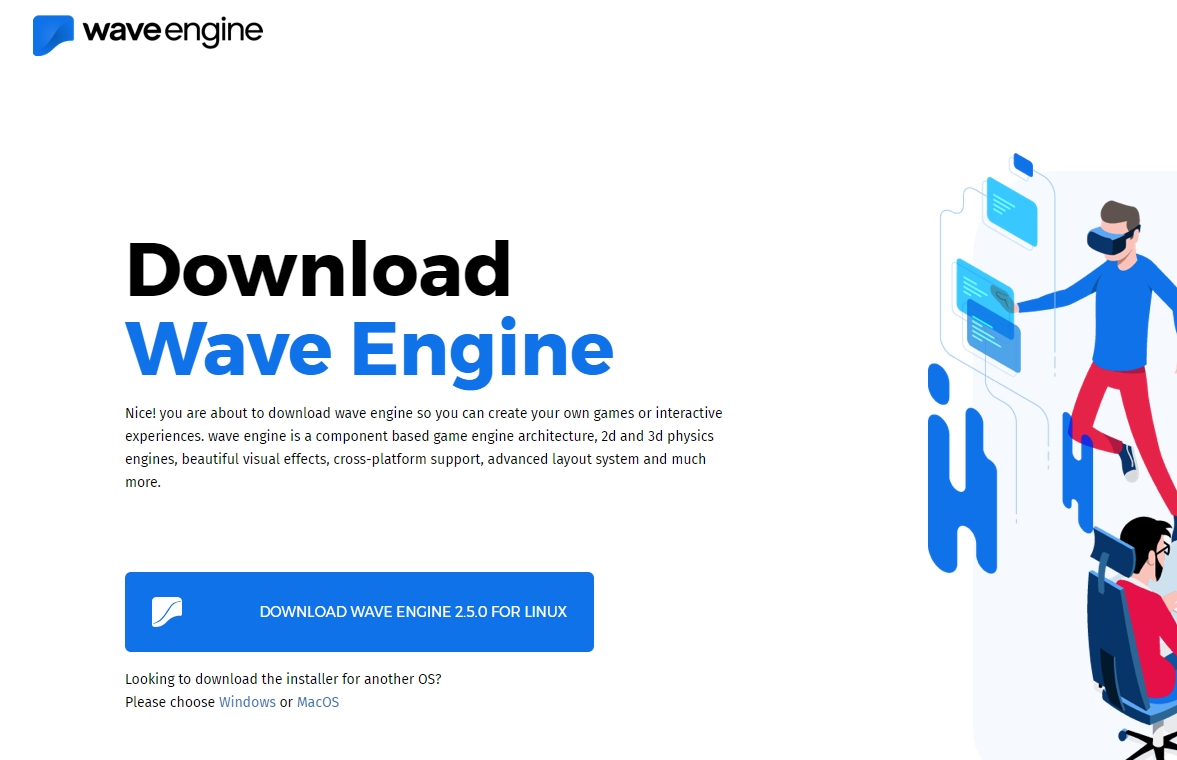 wave engine
Download
Wave Engine
Nice! you are about to download wave engine so you can create your own games or interactive
experiences. wave engine is a component based game engine architecture, 2d and 3d physics
engines, beautiful visual effects, cross-platform support, advanced layout system and much
more.
DOWNLOAD WAVE ENGINE 2.5.0 FOR LINUX
Looking to download the installer for another OS?
Please choose Windows or MacOS